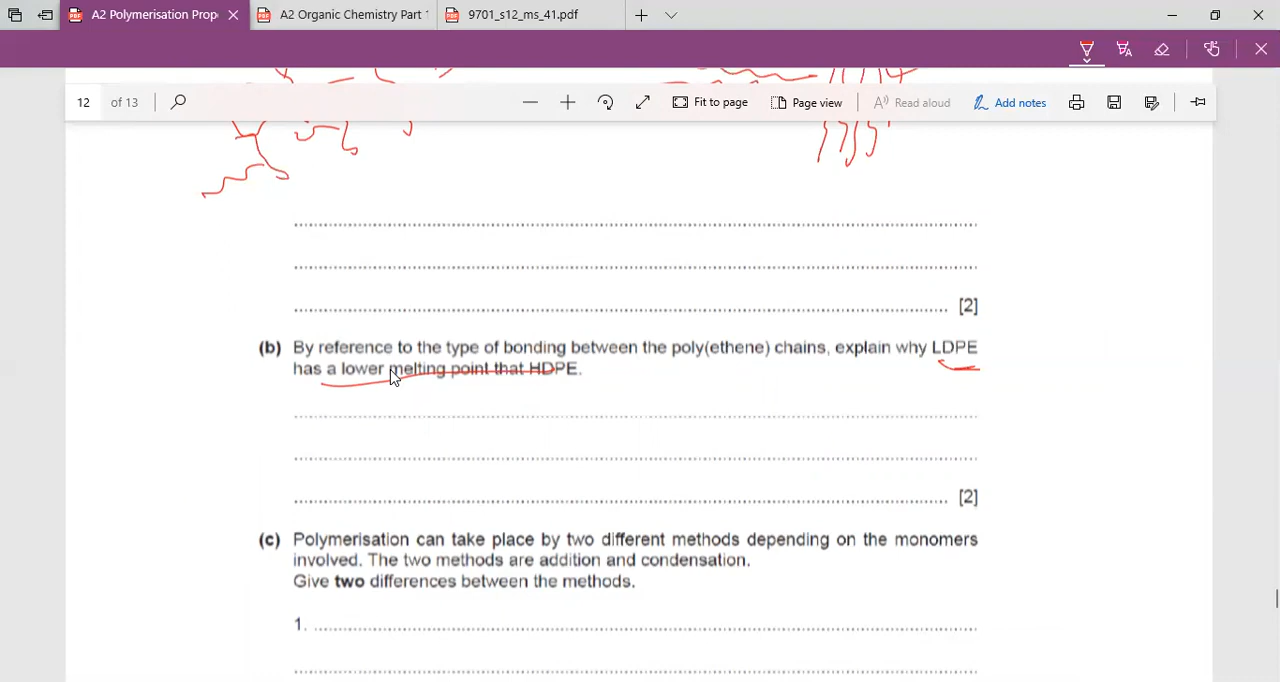 A2 Polymerisation Prop
A2 Organic Chemistry Part 1
9701_s12_ms_41.pdf
12 of 13
Fit to page
Page view
Read aloud
Add notes
[2]
(b) By reference to the type of bonding between the poly(ethene) chains, explain why LDPE
has a lower melting point that HDPE.
[2]
(c) Polymerisation can take place by two different methods depending on the monomers
involved. The two methods are addition and condensation.
Give two differences between the methods.
1.